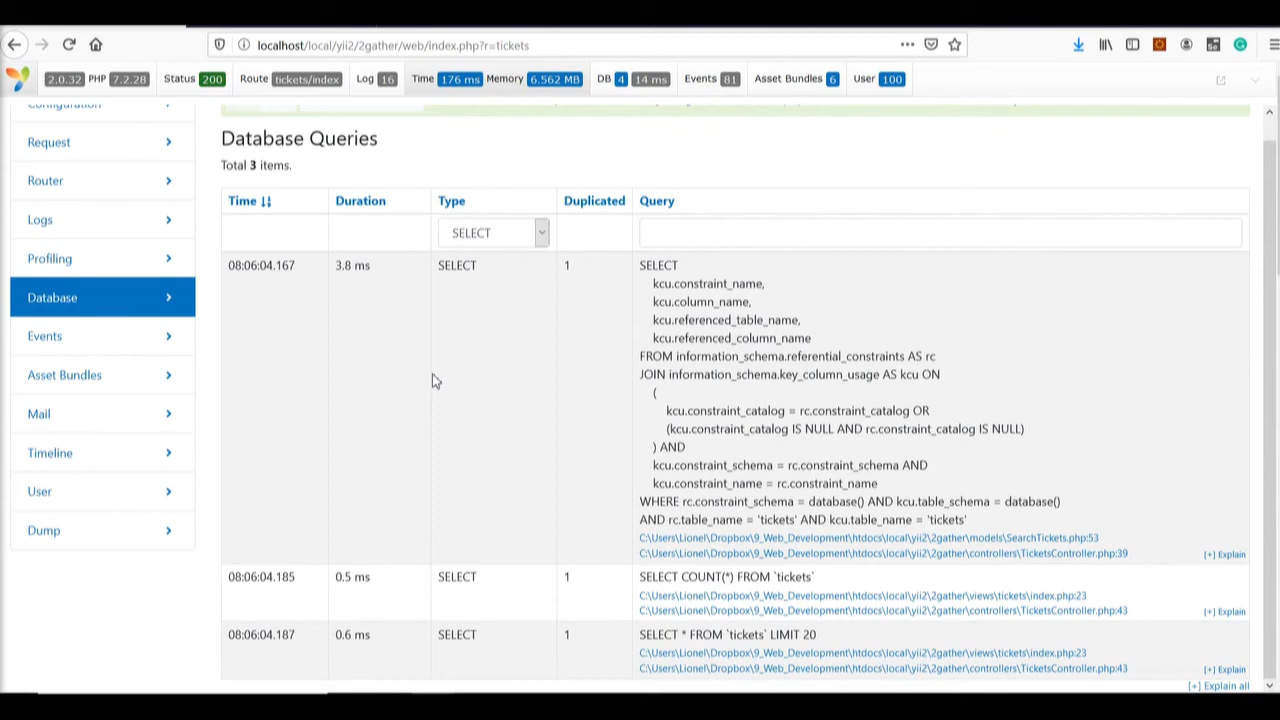 localhost/local/yii2/2gather/web/index.php?r=tickets
2.0.32 PHP 7.2.28 Status 200 Route tickets/index Log 16 Time 176 ms Memory 6.562 MB DB 4 14 ms Events 81 Asset Bundles 6 User 100
Configuration
Request
Router
Logs
Profiling
Database
Events
Asset Bundles
Mail
Timeline
User
Dump
Database Queries
Total 3 items.
Time Duration Type Duplicated Query
SELECT
08:06:04.167 3.8 ms SELECT 1 SELECT
kcu.constraint_name,
kcu.column_name,
kcu.referenced_table_name,
kcu.referenced_column_name
FROM information_schema.referential_constraints AS rc
JOIN information_schema.key_column_usage AS kcu ON
(
kcu.constraint_catalog = rc.constraint_catalog OR
(kcu.constraint_catalog IS NULL AND rc.constraint_catalog IS NULL)
) AND
kcu.constraint_schema = rc.constraint_schema AND
kcu.constraint_name = rc.constraint_name
WHERE rc.constraint_schema = database() AND kcu.table_schema = database()
AND rc.table_name = 'tickets' AND kcu.table_name = 'tickets'
C:\Users\Lionel\Dropbox\9_Web_Development\htdocs\local\yii2\2gather\models\SearchTickets.php:53
C:\Users\Lionel\Dropbox\9_Web_Development\htdocs\local\yii2\2gather\controllers\TicketsController.php:39 [+] Explain
08:06:04.185 0.5 ms SELECT 1 SELECT COUNT(*) FROM `tickets`
C:\Users\Lionel\Dropbox\9_Web_Development\htdocs\local\yii2\2gather\views\tickets\index.php:23
C:\Users\Lionel\Dropbox\9_Web_Development\htdocs\local\yii2\2gather\controllers\TicketsController.php:43 [+] Explain
08:06:04.187 0.6 ms SELECT 1 SELECT * FROM `tickets` LIMIT 20
C:\Users\Lionel\Dropbox\9_Web_Development\htdocs\local\yii2\2gather\views\tickets\index.php:23
C:\Users\Lionel\Dropbox\9_Web_Development\htdocs\local\yii2\2gather\controllers\TicketsController.php:43 [+] Explain
[+] Explain all